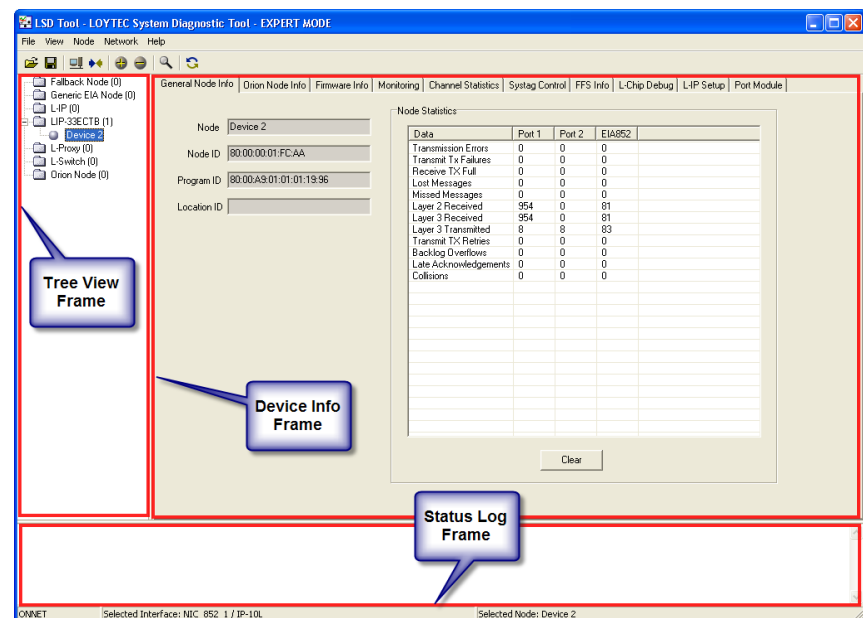 LSD Tool - LOYTEC System Diagnostic Tool - EXPERT MODE
File View Node Network Help
Fallback Node (0)
Generic EIA Node (0)
L-IP (0)
LIP-33ECTB (1)
Device 2
L-Proxy (0)
L-Switch (0)
Orion Node (0)
General Node Info Orion Node Info Firmware Info Monitoring Channel Statistics Systag Control FFS Info L-Chip Debug L-IP Setup Port Module
Node Device 2
Node ID 80:00:00:01:FC:AA
Program ID 80:00:A9:01:01:01:19:96
Location ID
Node Statistics
Data Port 1 Port 2 EIA852
Transmission Errors 0 0 0
Transmit Tx Failures 0 0 0
Receive TX Full 0 0 0
Lost Messages 0 0 0
Missed Messages 0 0 0
Layer 2 Received 954 0 81
Layer 3 Received 954 0 81
Layer 3 Transmitted 8 8 83
Transmit TX Retries 0 0 0
Backlog Overflows 0 0 0
Late Acknowledgements 0 0 0
Collisions 0 0 0
Clear
Tree View
Frame
Device Info
Frame
Status Log
Frame
ONNET Selected Interface: NIC 852 1 / IP-10L Selected Node: Device 2